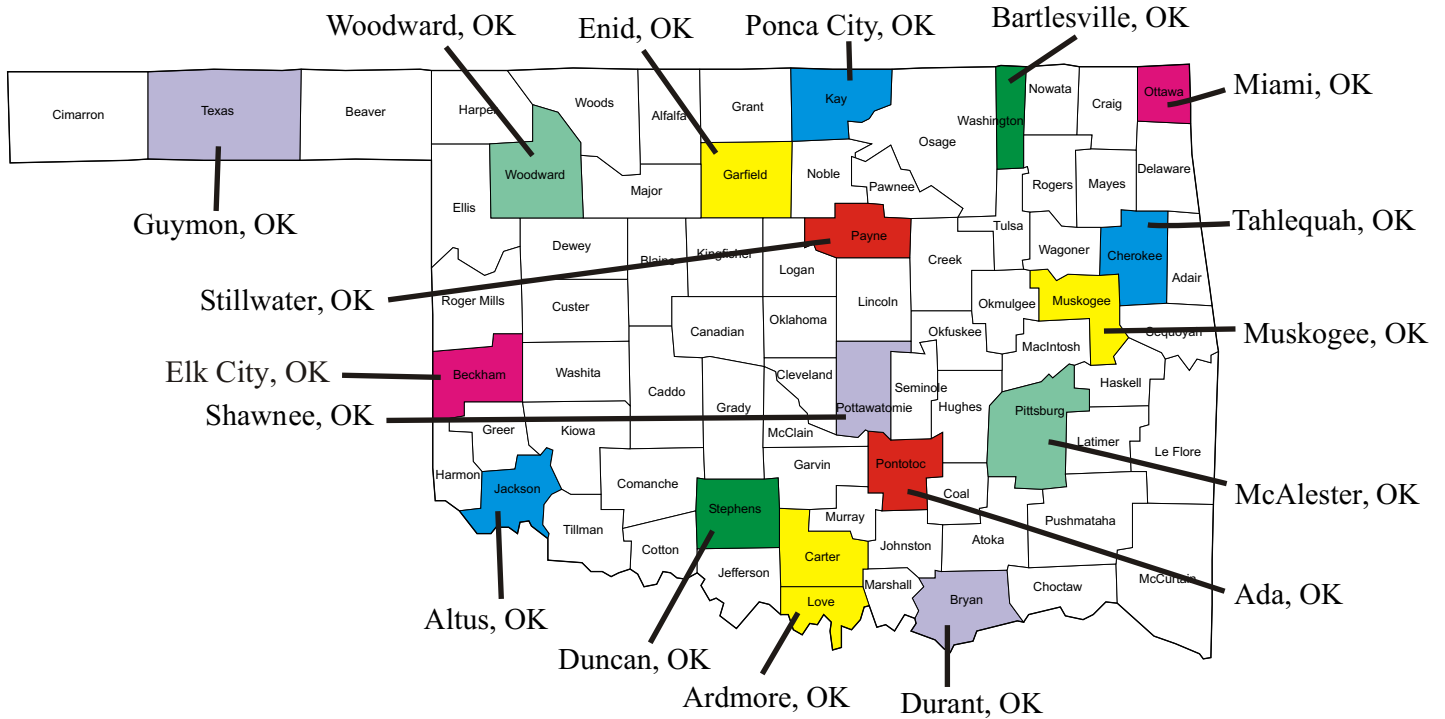 Woodward, OK
Enid, OK
Ponca City, OK
Bartlesville, OK
Miami, OK
Cimarron
Texas
Beaver
Harper
Woods
Alfalfa
Grant
Kay
Osage
Washington
Nowata
Craig
Ottawa
Woodward
Major
Garfield
Noble
Pawnee
Rogers
Mayes
Delaware
Guymon, OK
Ellis
Tahlequah, OK
Dewey
Blaine
Kingfisher
Logan
Payne
Creek
Tulsa
Wagoner
Cherokee
Adair
Stillwater, OK
Roger Mills
Custer
Canadian
Oklahoma
Lincoln
Okmulgee
Muskogee
Muskogee, OK
Okfuskee
MacIntosh
Sequoyah
Elk City, OK
Beckham
Washita
Caddo
Grady
Cleveland
Pottawatomie
Seminole
Hughes
Pittsburg
Haskell
Shawnee, OK
Greer
Kiowa
McClain
Latimer
Le Flore
Harmon
Jackson
Comanche
Garvin
Pontotoc
Coal
McAlester, OK
Tillman
Cotton
Stephens
Murray
Johnston
Atoka
Pushmataha
Jefferson
Carter
Love
Marshall
Bryan
Choctaw
McCurtain
Ada, OK
Altus, OK
Duncan, OK
Ardmore, OK
Durant, OK